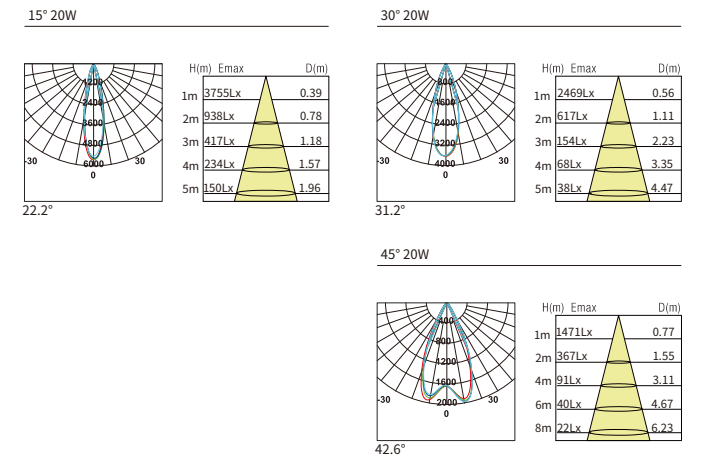 15° 20W
1200
2400
3600
4800
6000
-30 30
0
22.2°
H(m) Emax D(m)
1m 3755Lx 0.39
2m 938Lx 0.78
3m 417Lx 1.18
4m 234Lx 1.57
5m 150Lx 1.96
30° 20W
800
1600
2400
3200
4000
-30 30
0
31.2°
H(m) Emax D(m)
1m 2469Lx 0.56
2m 617Lx 1.11
3m 154Lx 2.23
4m 68Lx 3.35
5m 38Lx 4.47
45° 20W
400
800
1200
1600
2000
-30 30
0
42.6°
H(m) Emax D(m)
1m 1471Lx 0.77
2m 367Lx 1.55
4m 91Lx 3.11
6m 40Lx 4.67
8m 22Lx 6.23